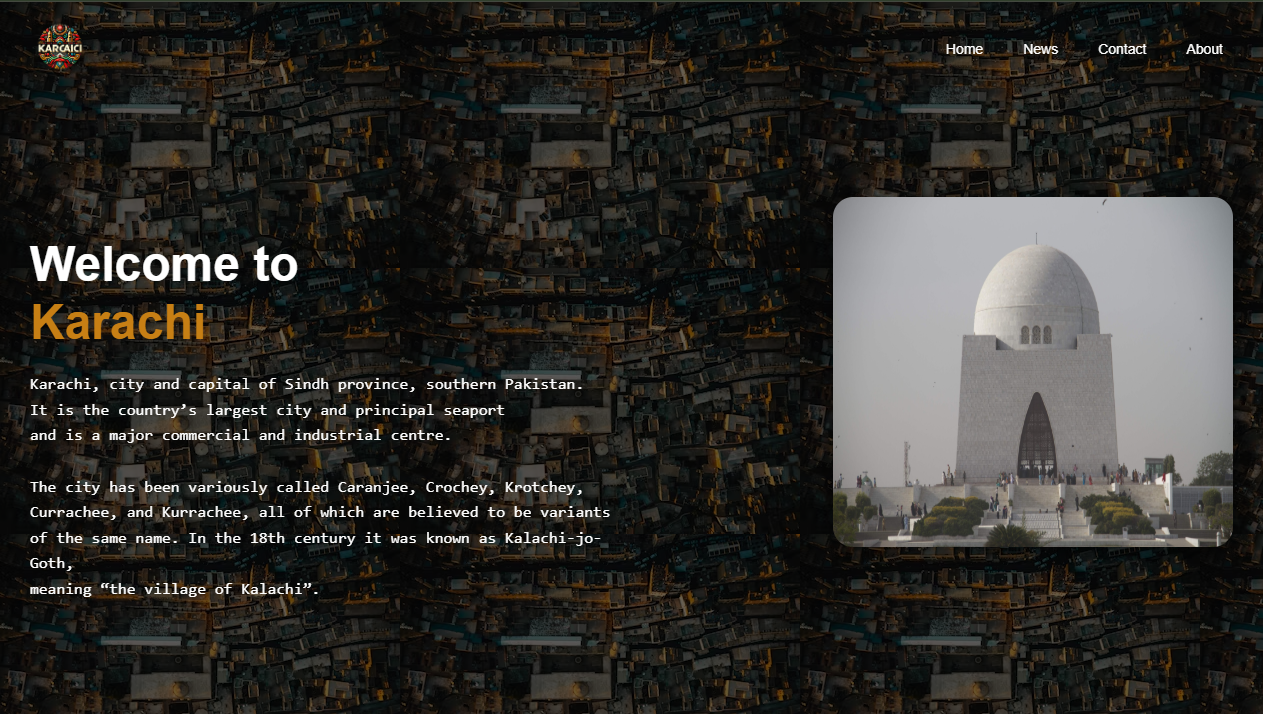 KARCAICI
Home News Contact About
Welcome to
Karachi
Karachi, city and capital of Sindh province, southern Pakistan.
It is the country’s largest city and principal seaport
and is a major commercial and industrial centre.
The city has been variously called Caranjee, Crochey, Krotchey,
Currachee, and Kurrachee, all of which are believed to be variants
of the same name. In the 18th century it was known as Kalachi-jo-
Goth,
meaning “the village of Kalachi”.